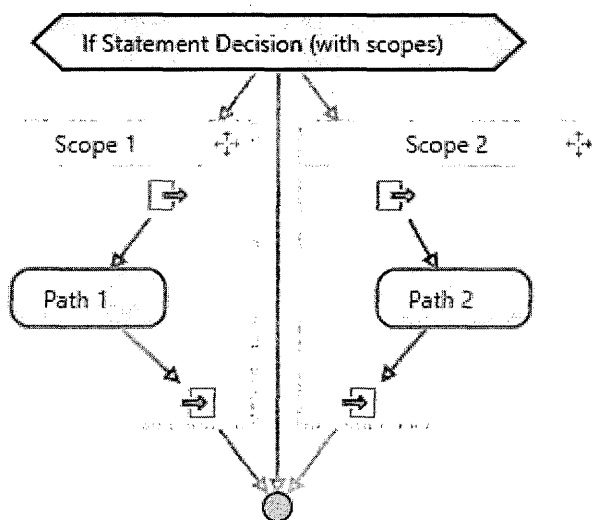 If Statement Decision (with scopes)
Scope 1
Scope 2
Path 1
Path 2